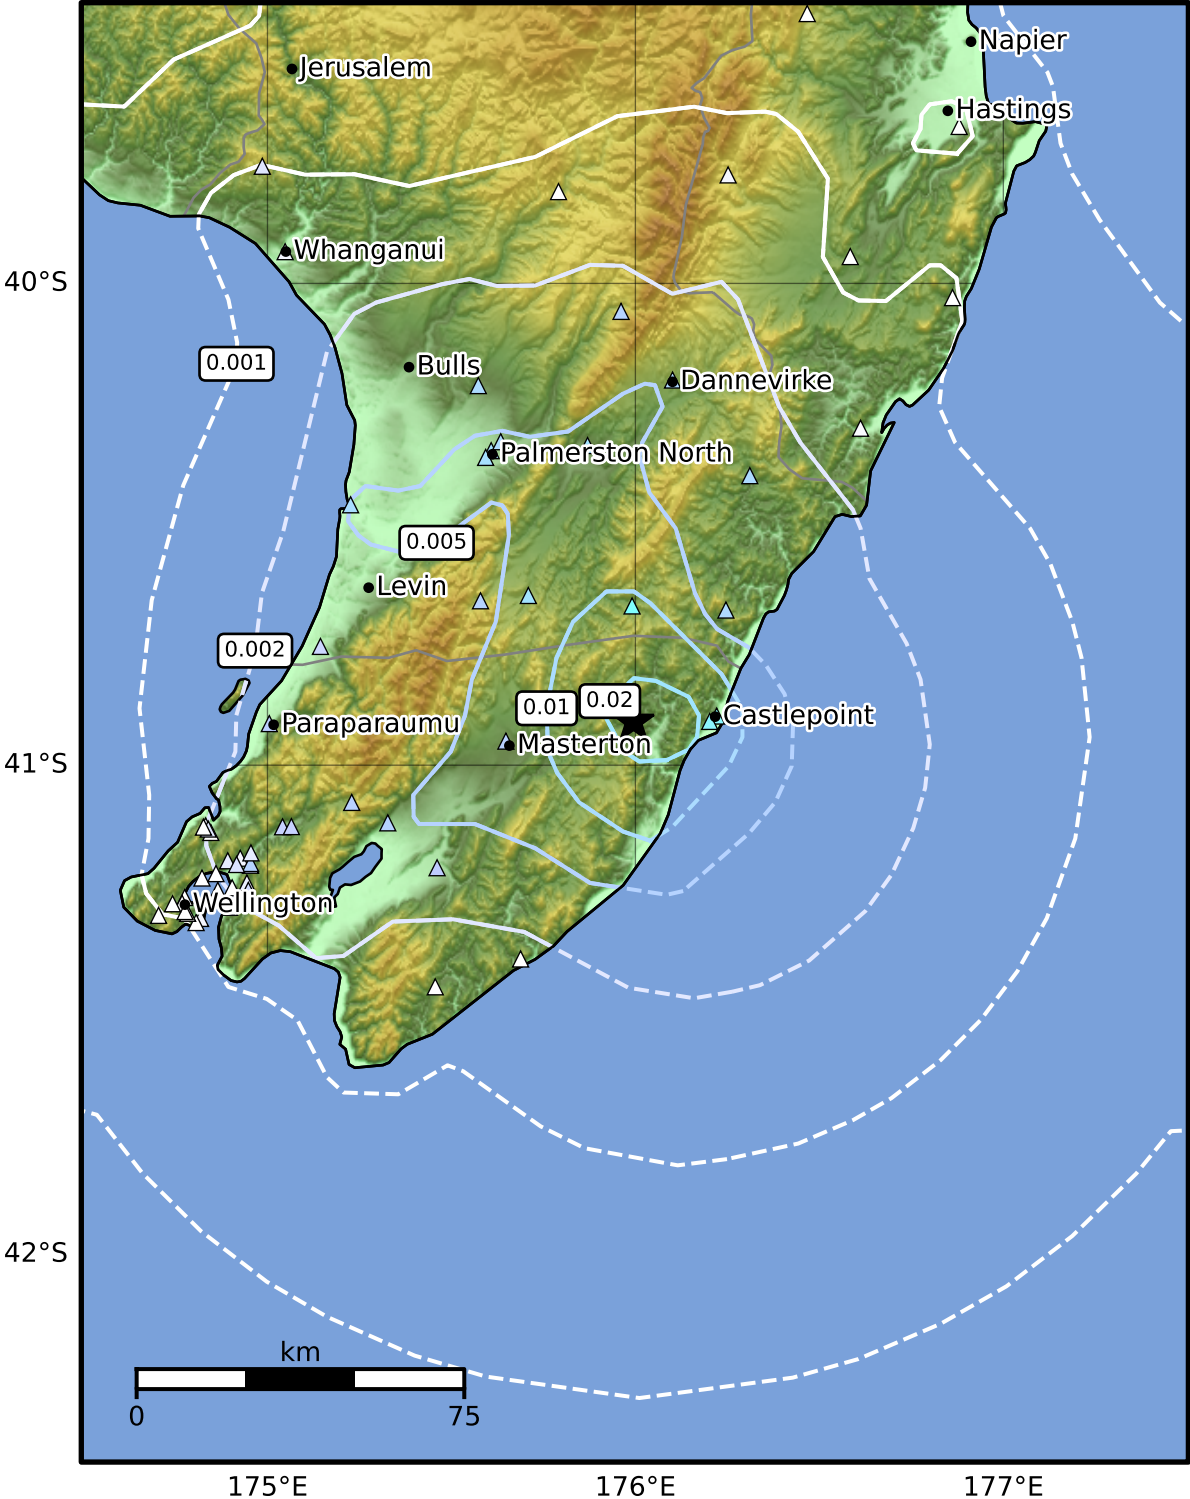 Napier
Jerusalem
Hastings
Whanganui
40°S
0.001
Bulls
Dannevirke
Palmerston North
0.005
Levin
0.002
0.02
0.01
Castlepoint
Paraparaumu
Masterton
41°S
Wellington
42°S
km
0
75
175°E
176°E
177°E